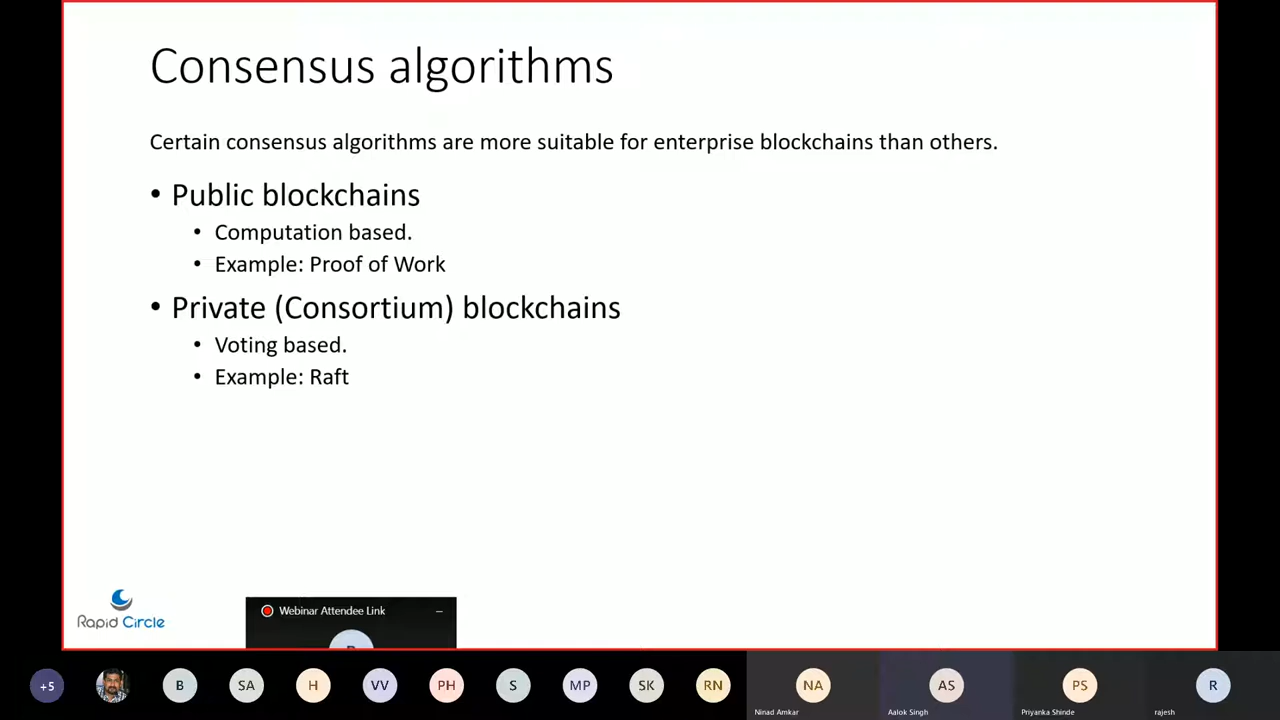 Consensus algorithms
Certain consensus algorithms are more suitable for enterprise blockchains than others.
• Public blockchains
• Computation based.
• Example: Proof of Work
• Private (Consortium) blockchains
• Voting based.
• Example: Raft
Rapid Circle
Webinar Attendee Link
+5
B
SA
H
VV
PH
S
MP
SK
RN
NA
AS
PS
R
Ninad Amkar
Aalok Singh
Priyanka Shinde
rajesh